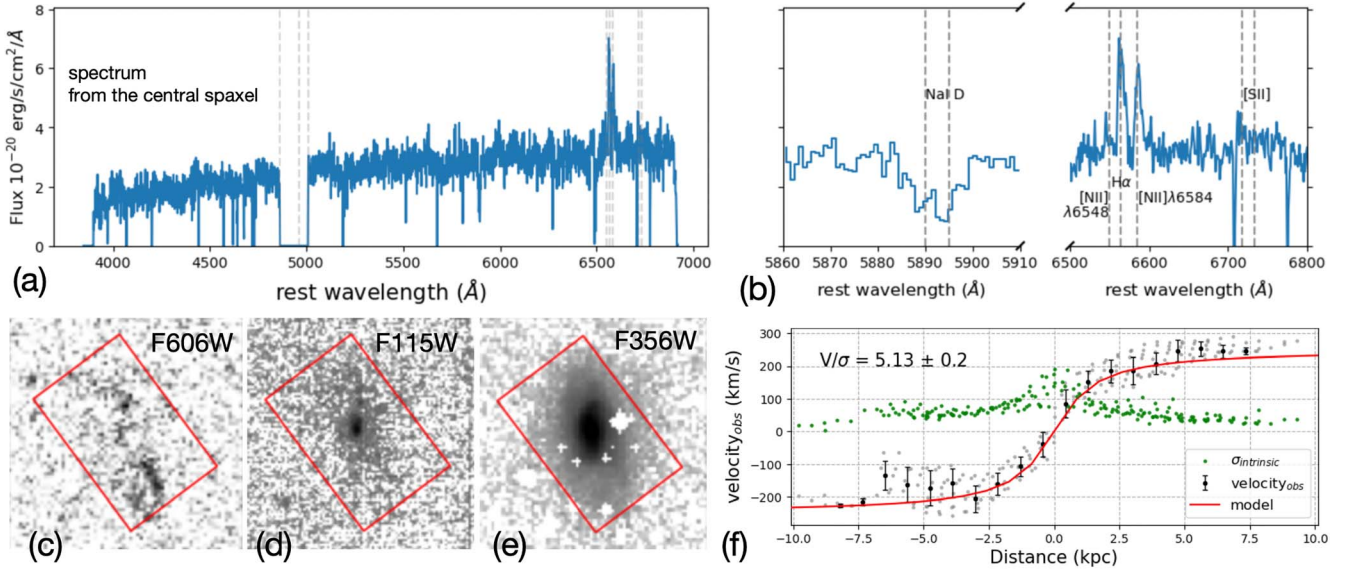 8
6
4
2
0
Flux 10⁻²⁰ erg/s/cm²/Å
spectrum
from the central spaxel
4000 4500 5000 5500 6000 6500 7000
rest wavelength (Å)
(a)
NaI D
[SII]
[NII]
λ6548
Hα
[NII]λ6584
5860 5870 5880 5890 5900 5910
6500 6600 6700 6800
rest wavelength (Å)
rest wavelength (Å)
(b)
F606W
(c)
F115W
(d)
F356W
(e)
300
200
100
0
−100
−200
velocity_obs (km/s)
V/σ = 5.13 ± 0.2
σ_intrinsic
velocity_obs
model
−10.0 −7.5 −5.0 −2.5 0.0 2.5 5.0 7.5 10.0
Distance (kpc)
(f)